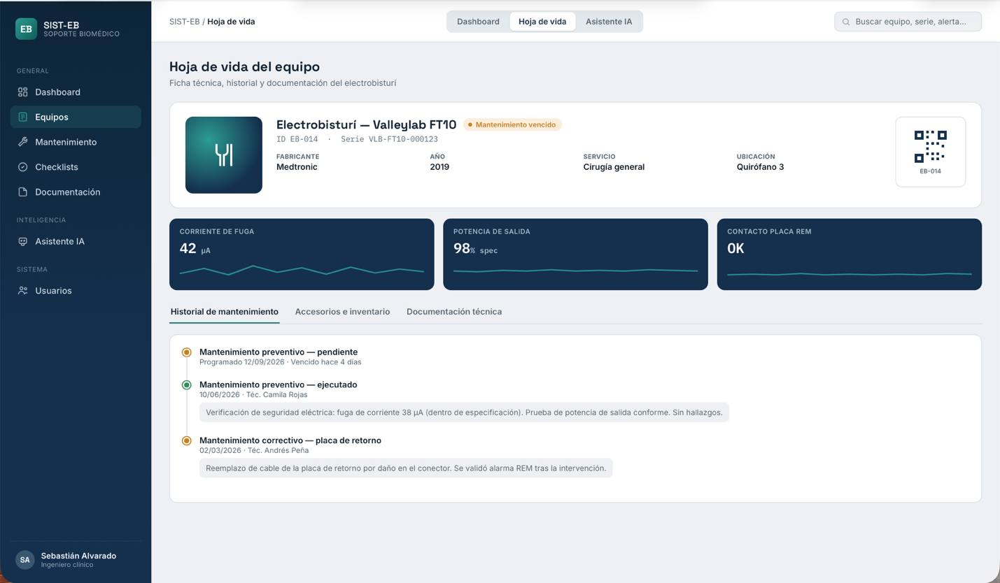 EB
SIST-EB
SOPORTE BIOMÉDICO
GENERAL
Dashboard
Equipos
Mantenimiento
Checklists
Documentación
INTELIGENCIA
Asistente IA
SISTEMA
Usuarios
SA
Sebastián Alvarado
Ingeniero clínico
SIST-EB / Hoja de vida
Dashboard
Hoja de vida
Asistente IA
Buscar equipo, serie, alerta...
Hoja de vida del equipo
Ficha técnica, historial y documentación del electrobisturí
Electrobisturí — Valleylab FT10
Mantenimiento vencido
ID EB-014 · Serie VLB-FT10-000123
FABRICANTE
Medtronic
AÑO
2019
SERVICIO
Cirugía general
UBICACIÓN
Quirófano 3
EB-014
CORRIENTE DE FUGA
42 µA
POTENCIA DE SALIDA
98% spec
CONTACTO PLACA REM
OK
Historial de mantenimiento
Accesorios e inventario
Documentación técnica
Mantenimiento preventivo — pendiente
Programado 12/09/2026 · Vencido hace 4 días
Mantenimiento preventivo — ejecutado
10/06/2026 · Téc. Camila Rojas
Verificación de seguridad eléctrica: fuga de corriente 38 µA (dentro de especificación). Prueba de potencia de salida conforme. Sin hallazgos.
Mantenimiento correctivo — placa de retorno
02/03/2026 · Téc. Andrés Peña
Reemplazo de cable de la placa de retorno por daño en el conector. Se validó alarma REM tras la intervención.